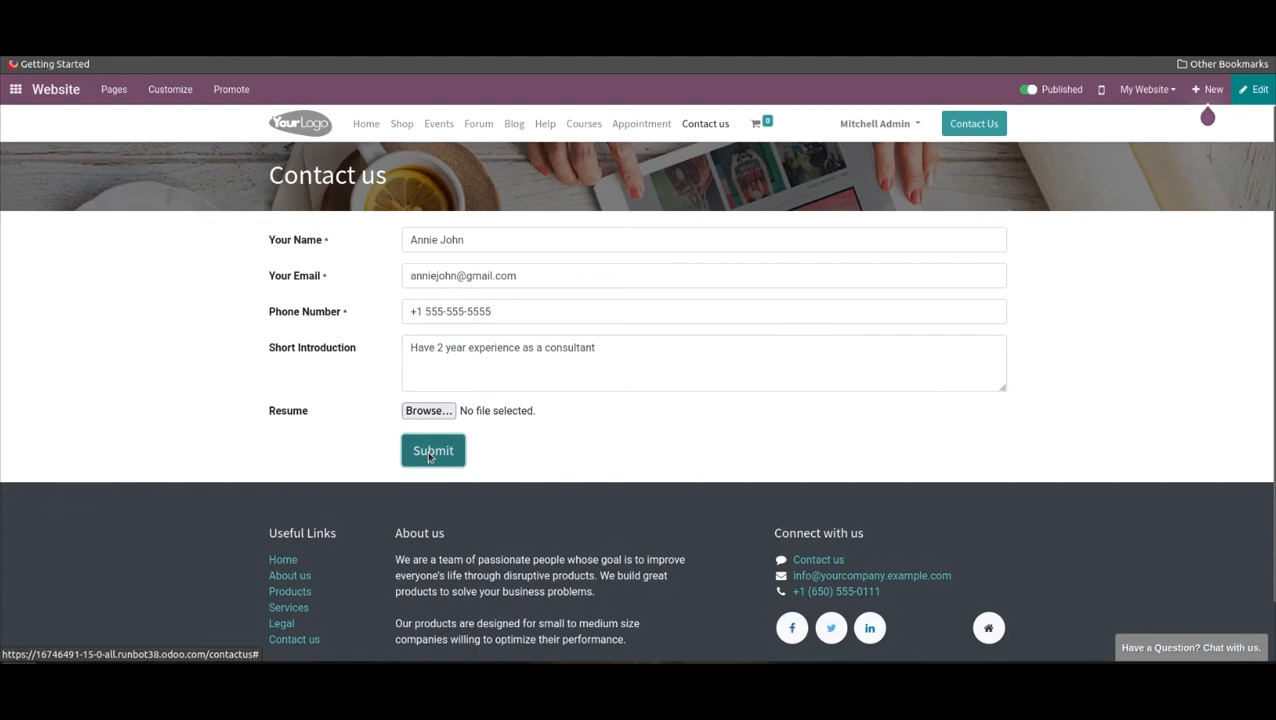 Getting Started
Other Bookmarks
Website Pages Customize Promote Published My Website + New Edit
YourLogo Home Shop Events Forum Blog Help Courses Appointment Contact us 0 Mitchell Admin Contact Us
Contact us
Your Name * Annie John
Your Email * anniejohn@gmail.com
Phone Number * +1 555-555-5555
Short Introduction Have 2 year experience as a consultant
Resume Browse... No file selected.
Submit
Useful Links
Home
About us
Products
Services
Legal
Contact us
About us
We are a team of passionate people whose goal is to improve
everyone's life through disruptive products. We build great
products to solve your business problems.
Our products are designed for small to medium size
companies willing to optimize their performance.
Connect with us
Contact us
info@yourcompany.example.com
+1 (650) 555-0111
Have a Question? Chat with us.
https://16746491-15-0-all.runbot38.odoo.com/contactus#